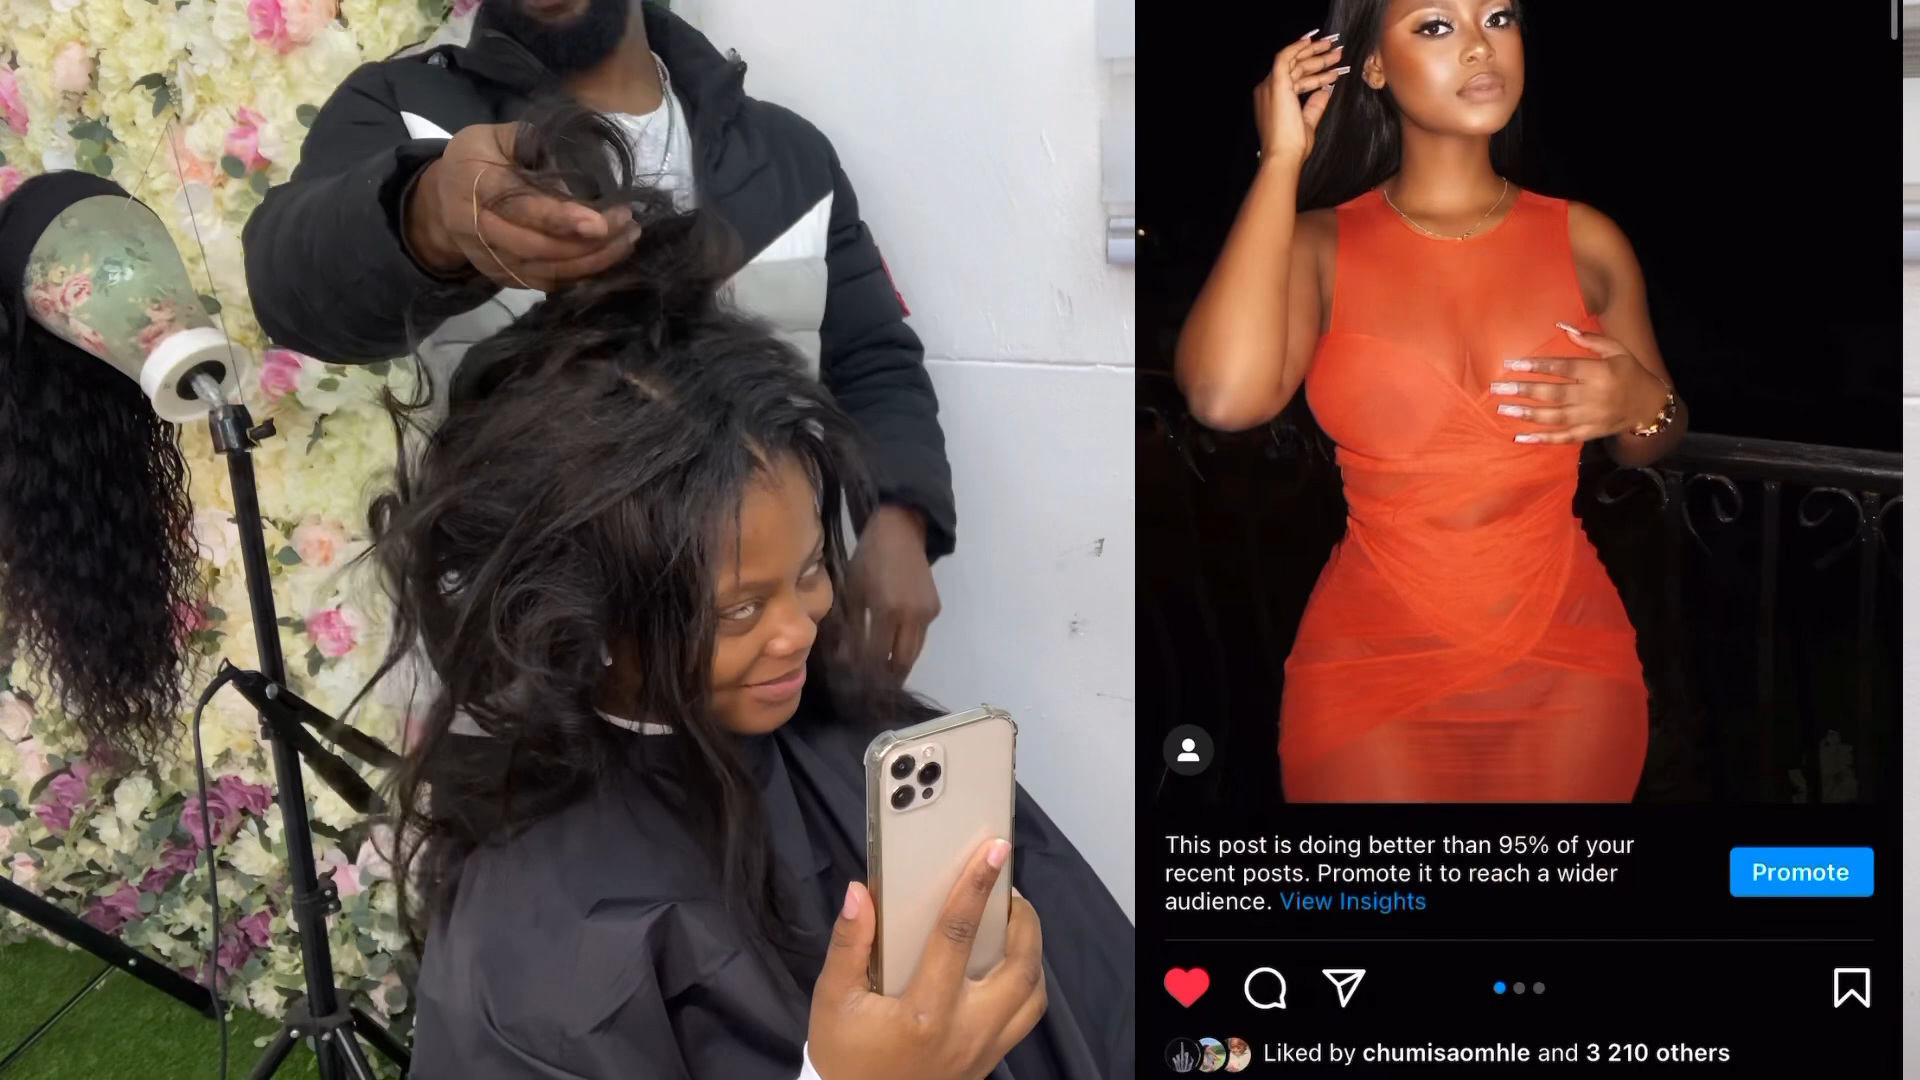 This post is doing better than 95% of your
recent posts. Promote it to reach a wider
audience. View Insights
Promote
Liked by chumisaomhle and 3 210 others